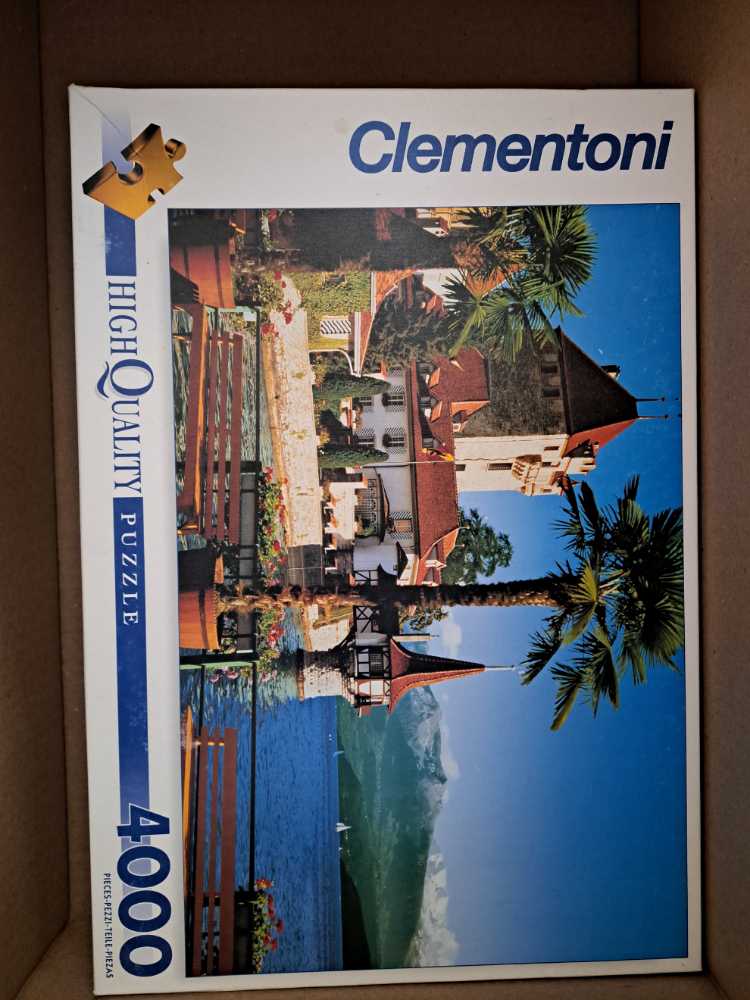 Clementoni
HIGH QUALITY PUZZLE
4000
PIECES-PEZZI-TEILE-PIEZAS